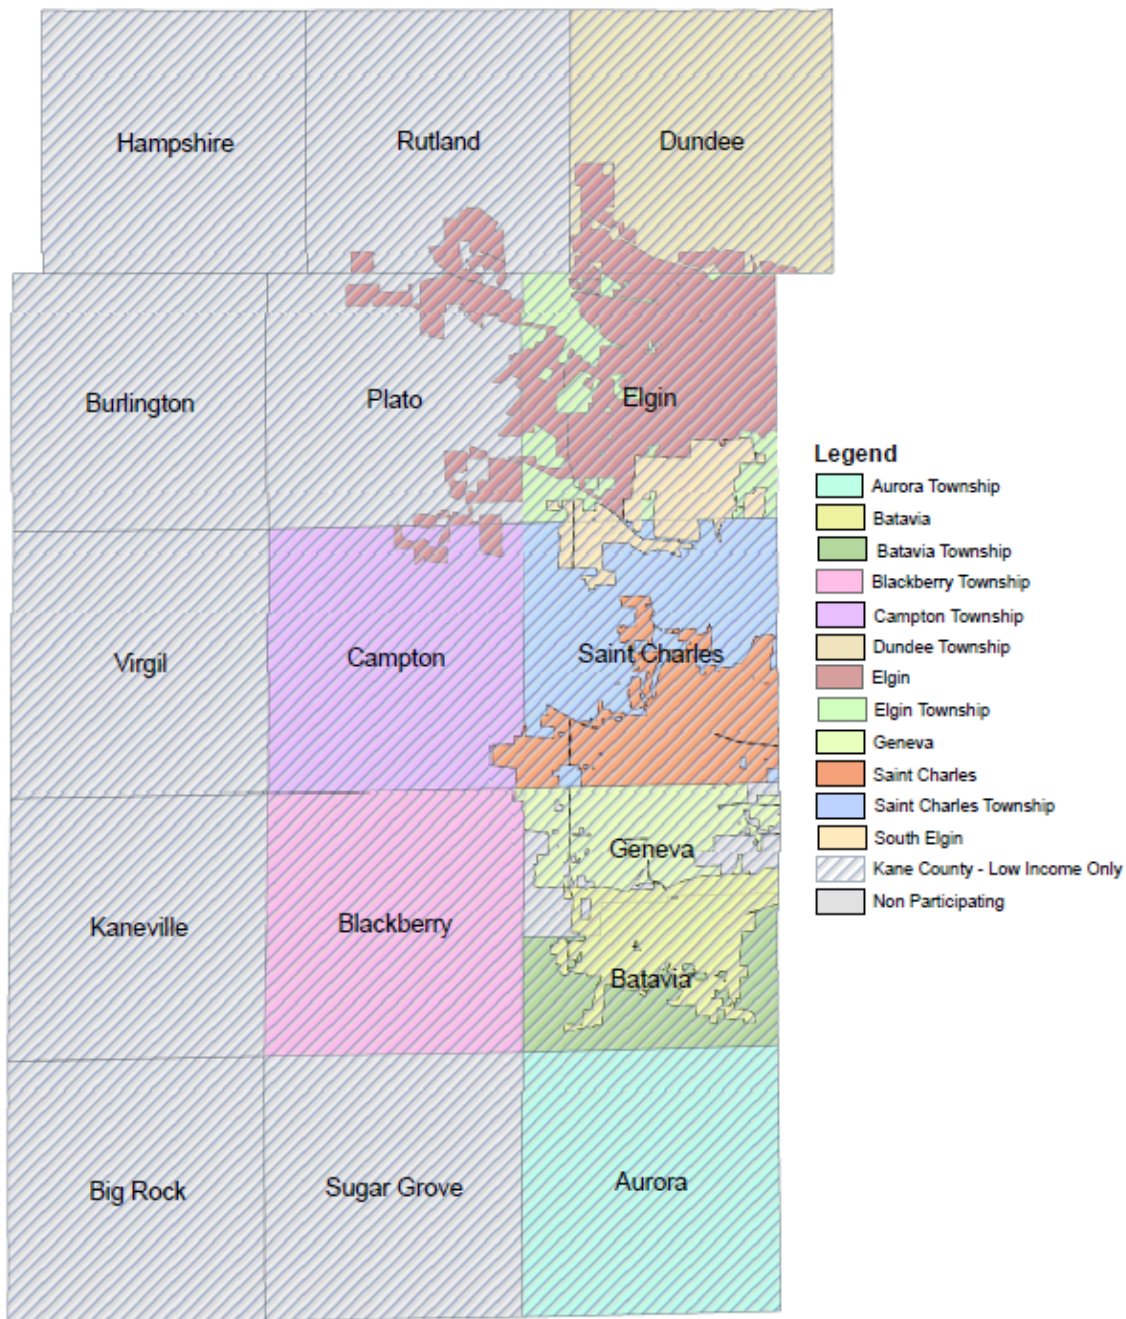 Hampshire
Rutland
Dundee
Burlington
Plato
Elgin
Virgil
Campton
Saint Charles
Kaneville
Blackberry
Geneva
Batavia
Big Rock
Sugar Grove
Aurora
Legend
Aurora Township
Batavia
Batavia Township
Blackberry Township
Campton Township
Dundee Township
Elgin
Elgin Township
Geneva
Saint Charles
Saint Charles Township
South Elgin
Kane County - Low Income Only
Non Participating